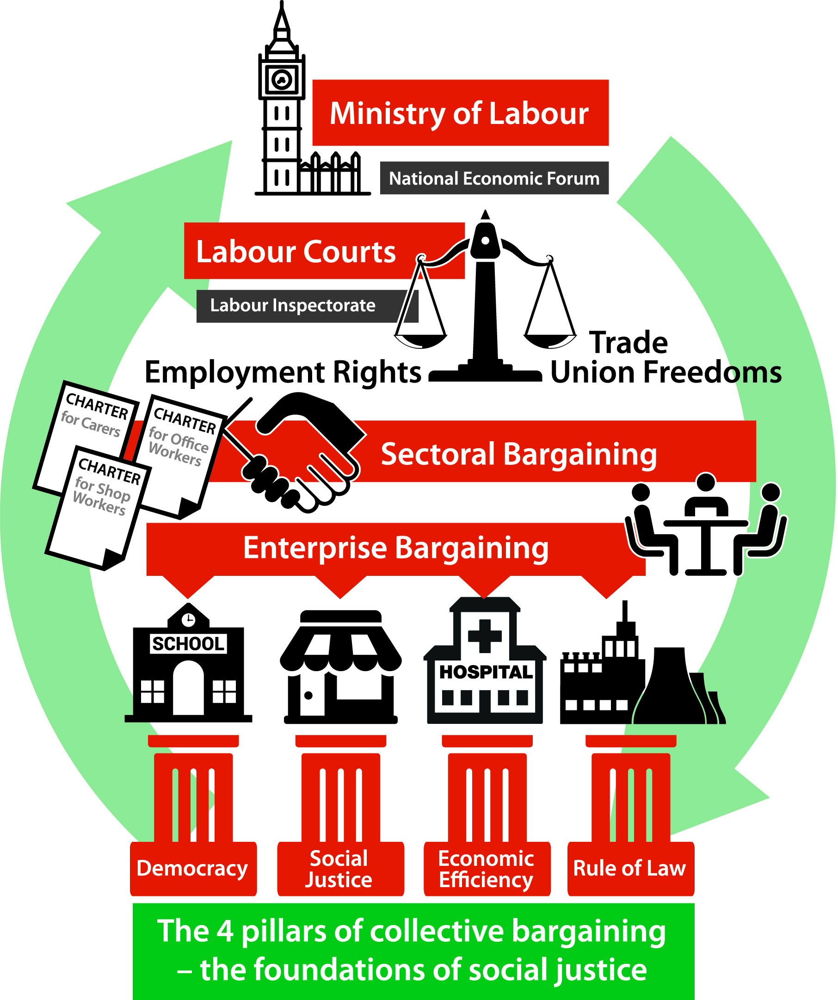 Ministry of Labour
National Economic Forum
Labour Courts
Labour Inspectorate
Trade
Employment Rights
Union Freedoms
CHARTER
for Carers
CHARTER
for Office
Workers
CHARTER
for Shop
Workers
Sectoral Bargaining
Enterprise Bargaining
SCHOOL
HOSPITAL
Democracy
Social
Justice
Economic
Efficiency
Rule of Law
The 4 pillars of collective bargaining
– the foundations of social justice